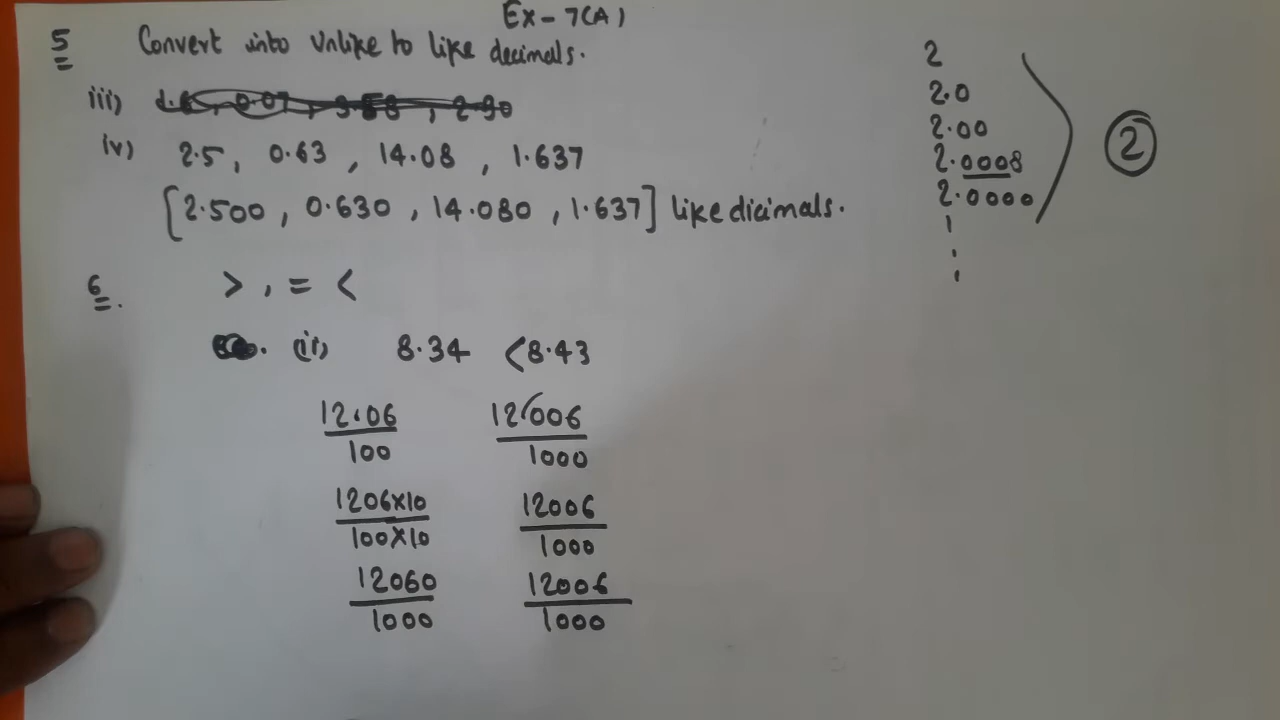 Ex - 7(A)
5 Convert into Unlike to like decimals.
iii)
iv) 2.5, 0.63, 14.08, 1.637
[2.500, 0.630, 14.080, 1.637] like dicimals.
6. >, = <
(ii) 8.34 < 8.43
12.06 12.006
100 1000
1206×10 12006
100×10 1000
12060 12006
1000 1000
2
2.0
2.00
2.0008
2.0000
2